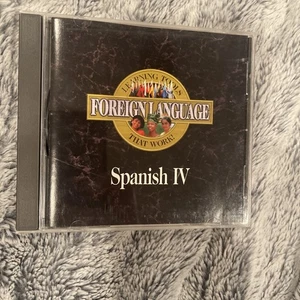 LEARNING TOOLS
FOREIGN LANGUAGE
THAT WORK!
Spanish IV